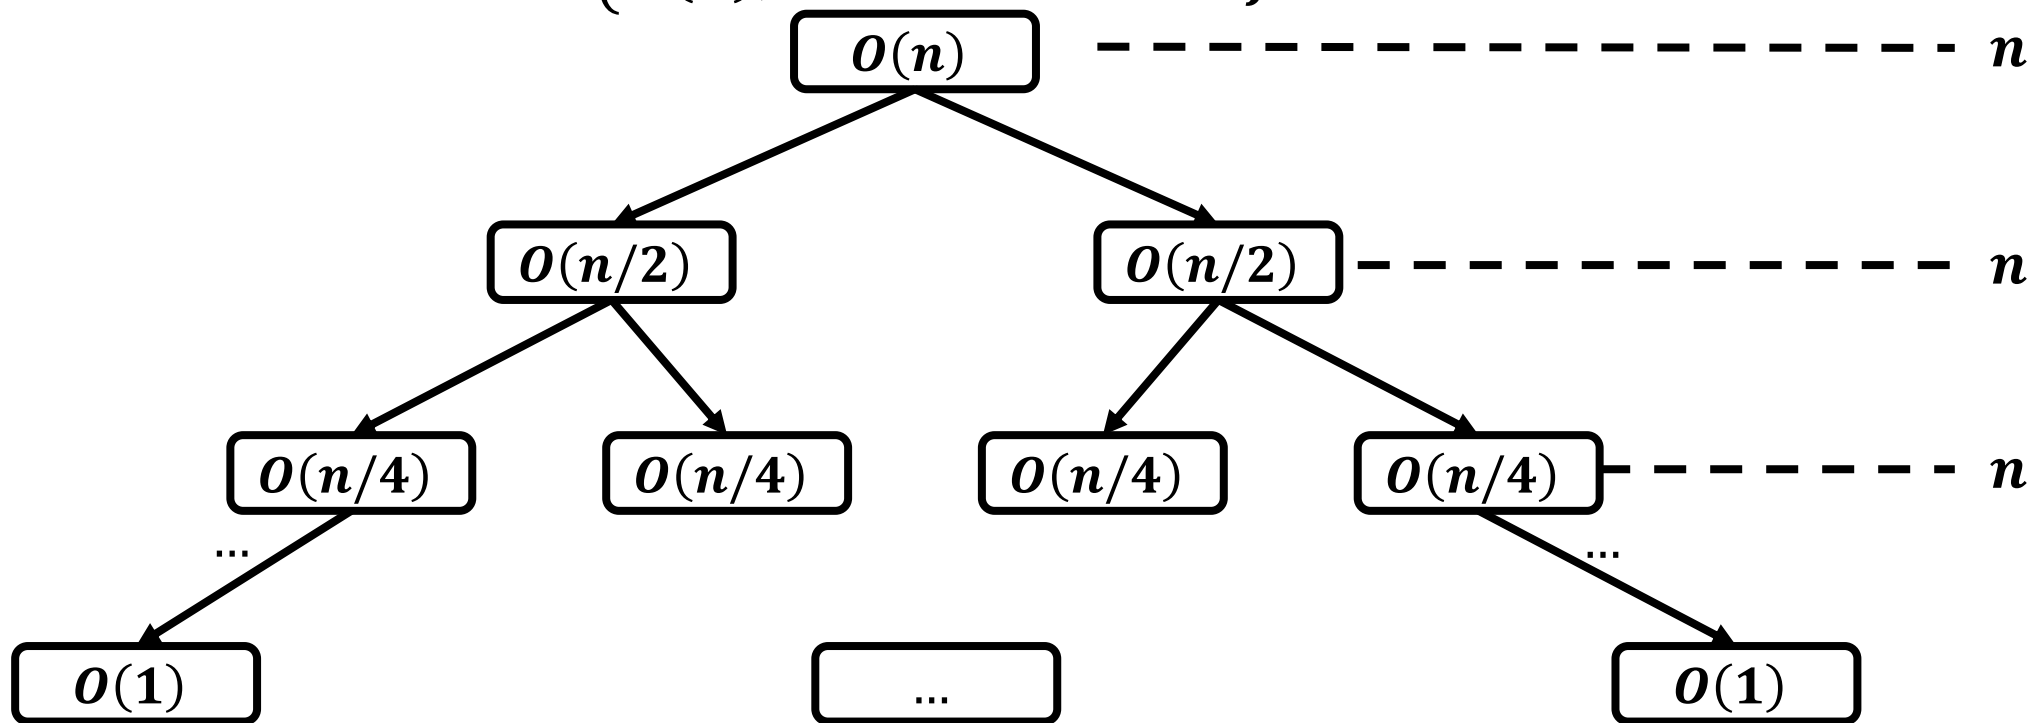 O(n) n
O(n/2) O(n/2) n
O(n/4) O(n/4) O(n/4) O(n/4) n
... ...
O(1) ... O(1)